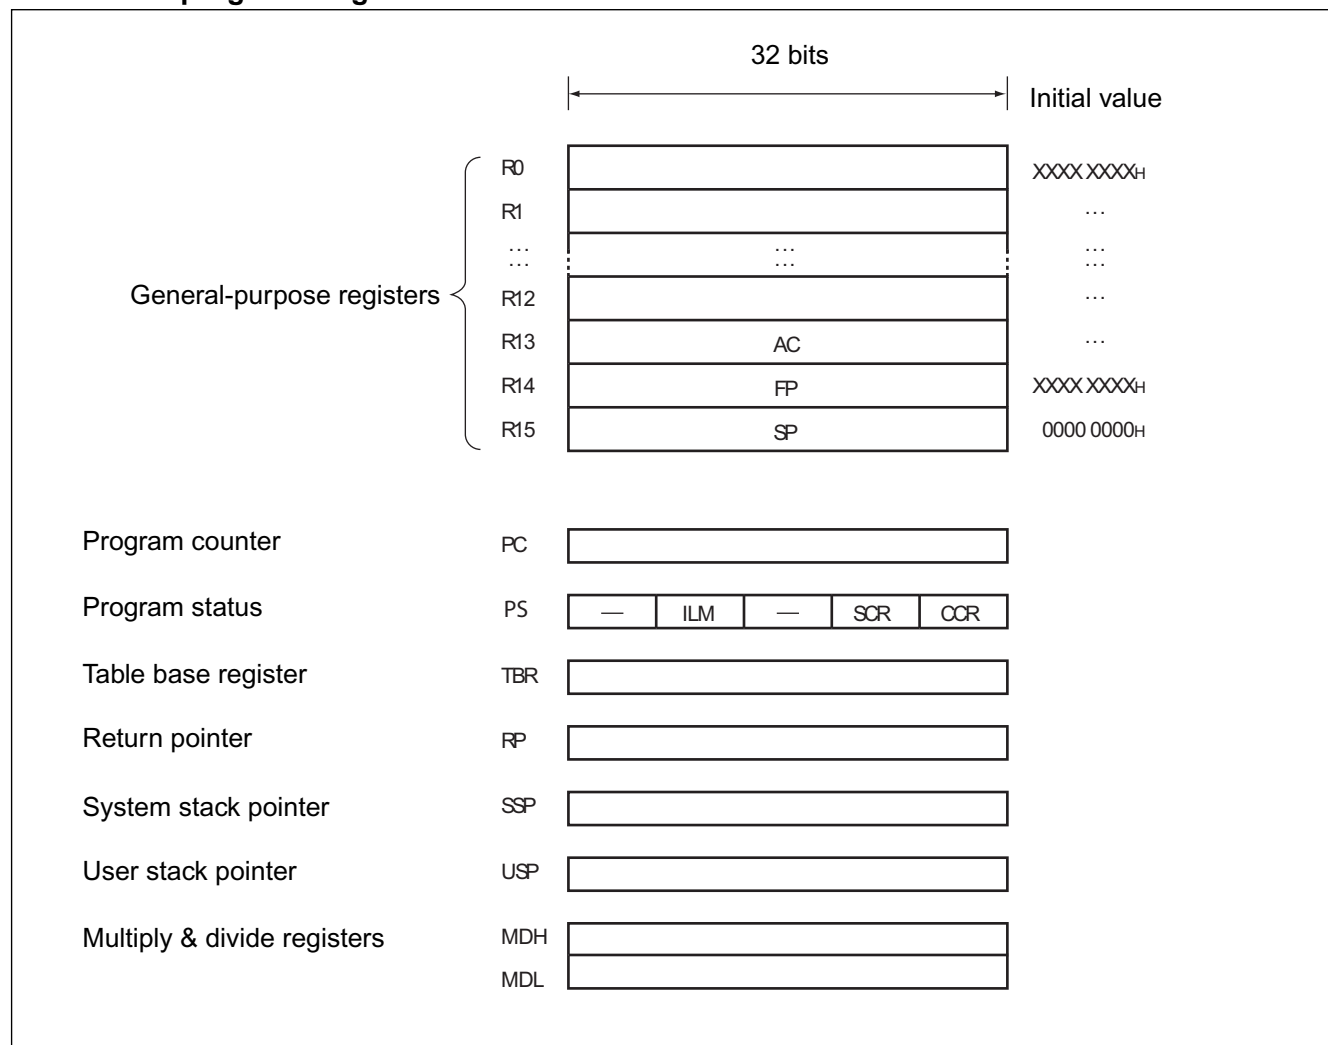 32 bits
Initial value
R0 XXXX XXXXH
R1 ...
... ... ...
... ... ...
General-purpose registers R12 ...
R13 AC ...
R14 FP XXXX XXXXH
R15 SP 0000 0000H
Program counter PC
Program status PS — ILM — SCR CCR
Table base register TBR
Return pointer RP
System stack pointer SSP
User stack pointer USP
Multiply & divide registers MDH
MDL